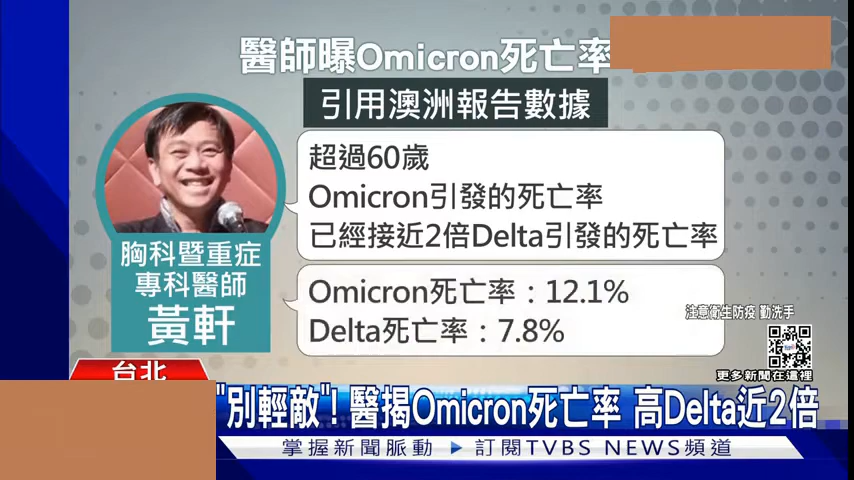 醫師曝Omicron死亡率
引用澳洲報告數據
超過60歲
Omicron引發的死亡率
已經接近2倍Delta引發的死亡率
胸科暨重症
專科醫師
黃軒
Omicron死亡率：12.1%
Delta死亡率：7.8%
注意衛生防疫 勤洗手
更多新聞在這裡
台北
"別輕敵"! 醫揭Omicron死亡率 高Delta近2倍
掌握新聞脈動 ▶ 訂閱TVBS NEWS頻道